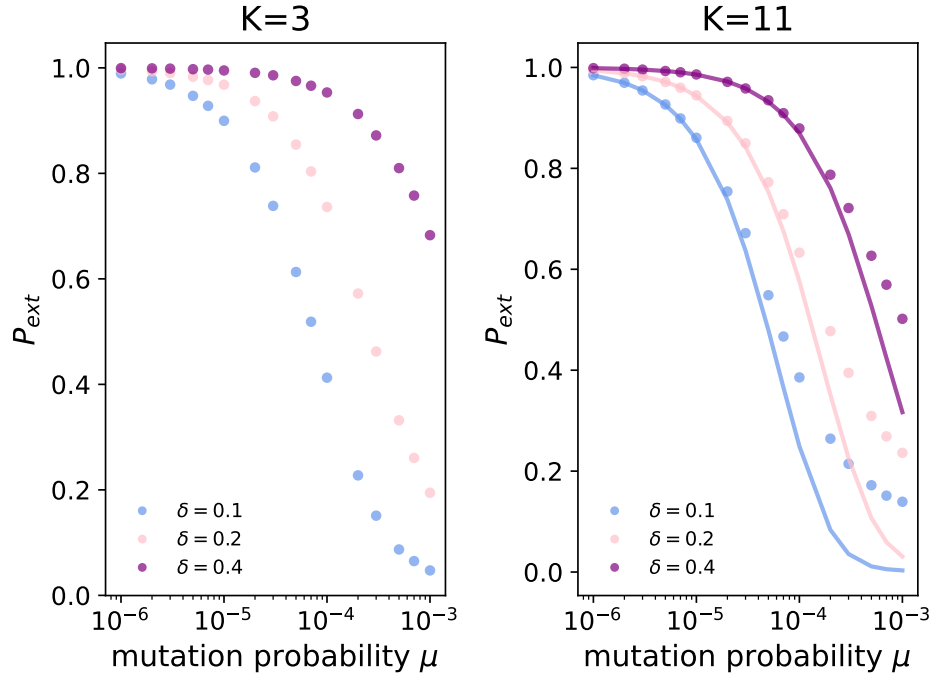 K=3
P_ext
1.0
0.8
0.6
0.4
0.2
0.0
δ = 0.1
δ = 0.2
δ = 0.4
10^−6
10^−5
10^−4
10^−3
mutation probability μ
K=11
P_ext
1.0
0.8
0.6
0.4
0.2
0.0
δ = 0.1
δ = 0.2
δ = 0.4
10^−6
10^−5
10^−4
10^−3
mutation probability μ